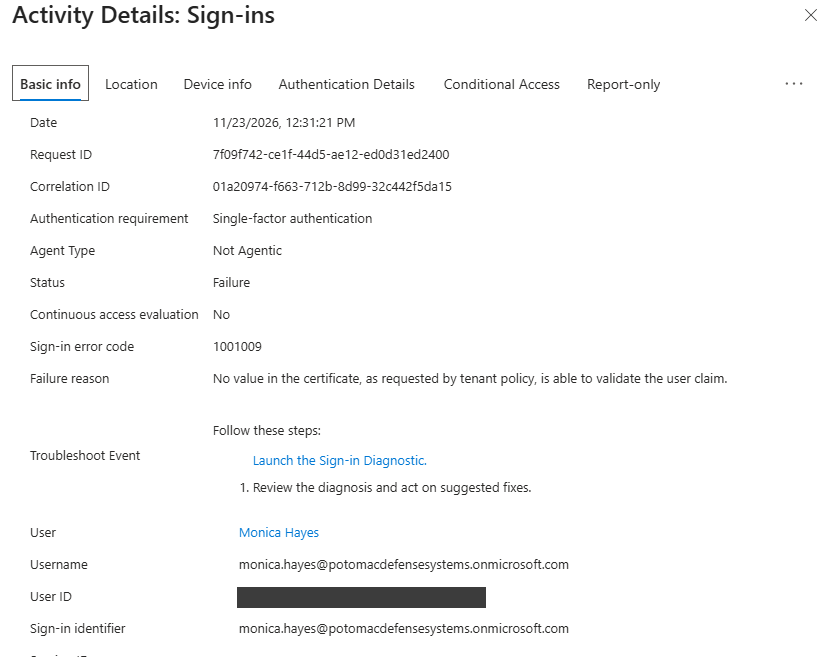 Activity Details: Sign-ins
Basic info Location Device info Authentication Details Conditional Access Report-only ...
Date 11/23/2026, 12:31:21 PM
Request ID 7f09f742-ce1f-44d5-ae12-ed0d31ed2400
Correlation ID 01a20974-f663-712b-8d99-32c442f5da15
Authentication requirement Single-factor authentication
Agent Type Not Agentic
Status Failure
Continuous access evaluation No
Sign-in error code 1001009
Failure reason No value in the certificate, as requested by tenant policy, is able to validate the user claim.
Follow these steps:
Troubleshoot Event
Launch the Sign-in Diagnostic.
1. Review the diagnosis and act on suggested fixes.
User Monica Hayes
Username monica.hayes@potomacdefensesystems.onmicrosoft.com
User ID
Sign-in identifier monica.hayes@potomacdefensesystems.onmicrosoft.com